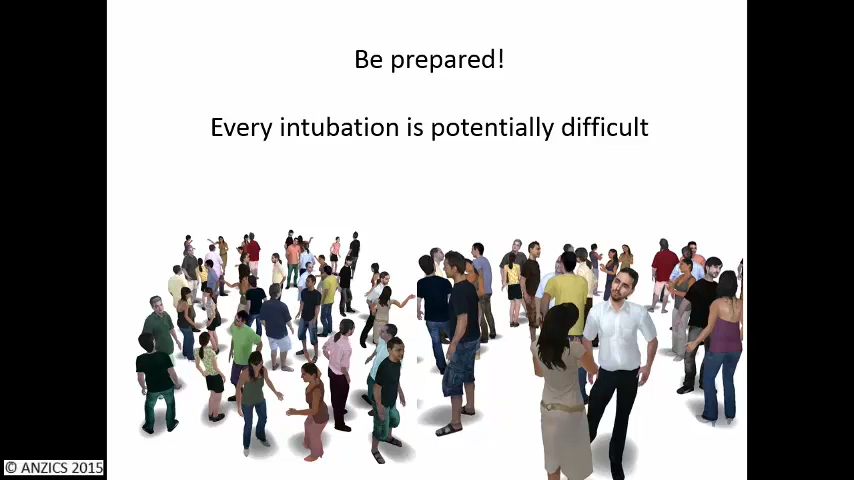 Be prepared!
Every intubation is potentially difficult
© ANZICS 2015